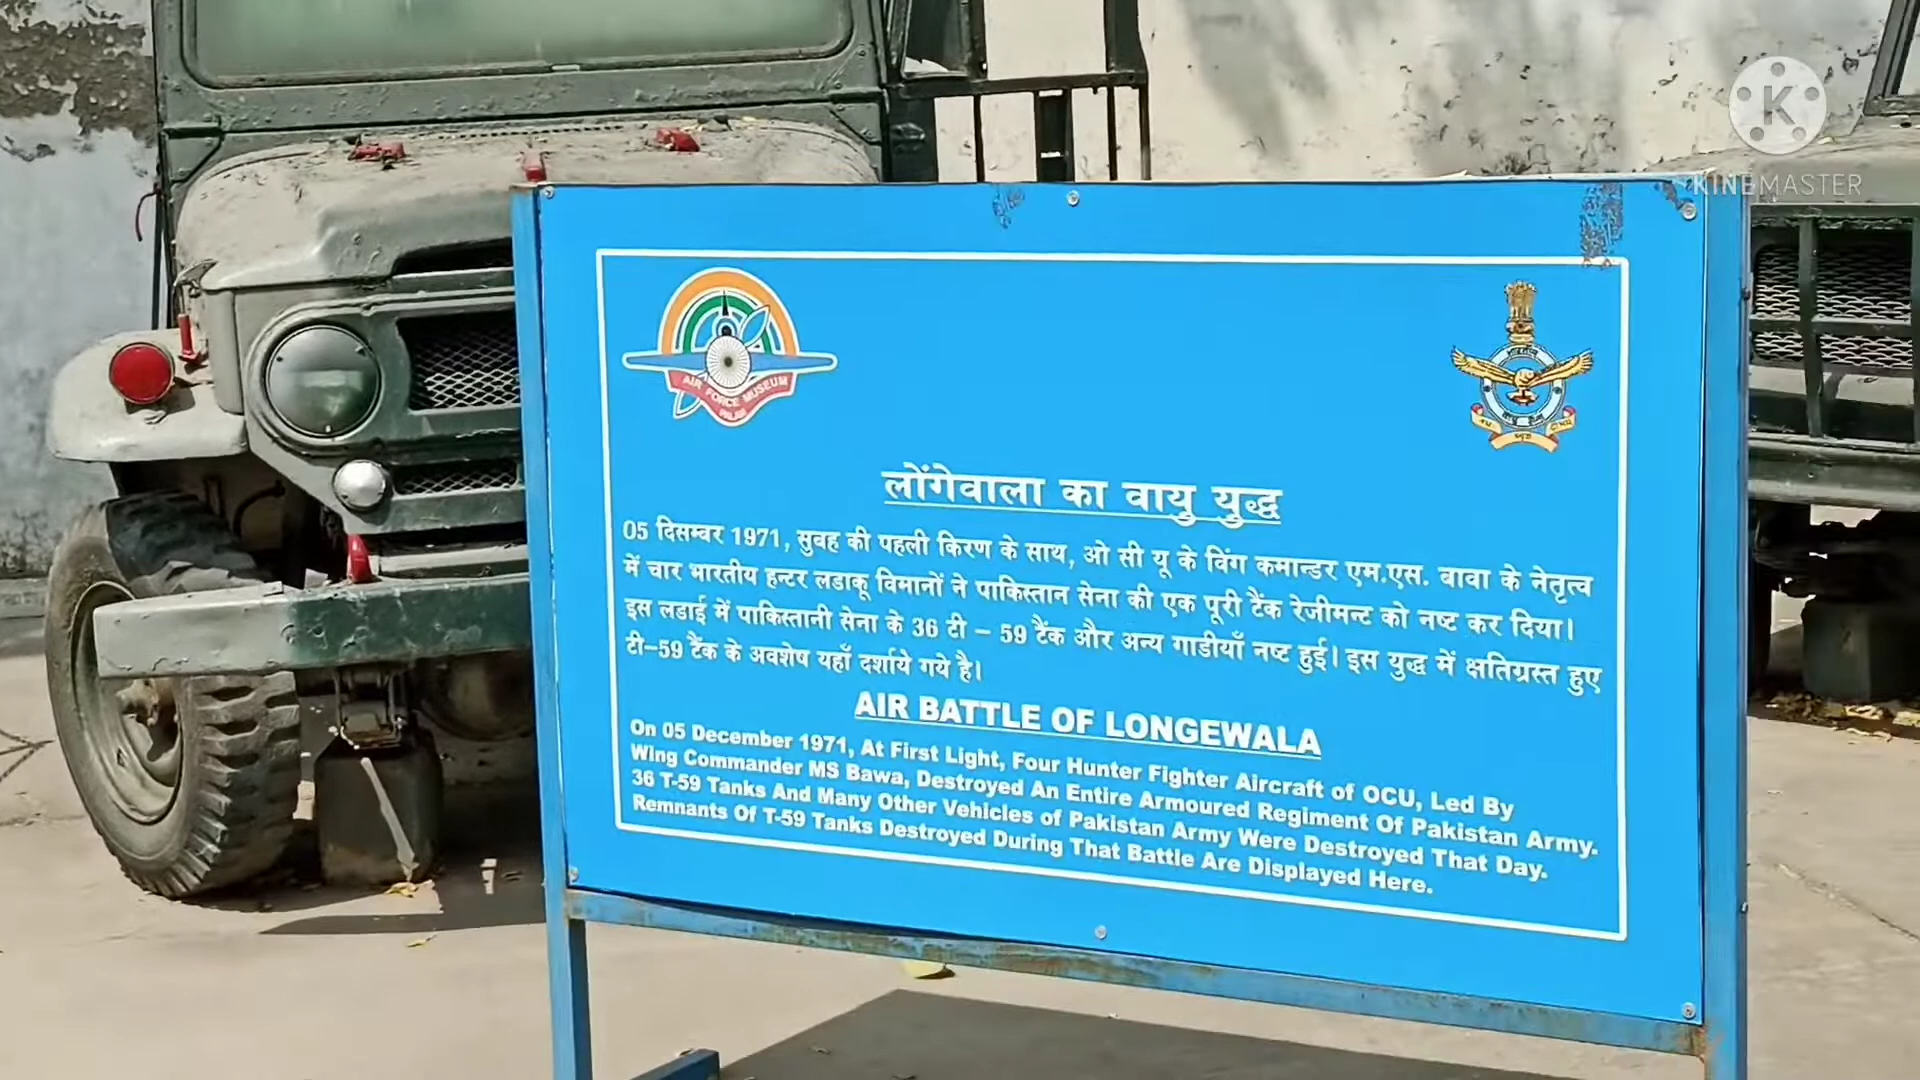 K
KINEMASTER
AIR FORCE MUSEUM
PALAM
लोंगेवाला का वायु युद्ध
05 दिसम्बर 1971, सुबह की पहली किरण के साथ, ओ सी यू के विंग कमान्डर एम.एस. बावा के नेतृत्व
में चार भारतीय हन्टर लडाकू विमानों ने पाकिस्तान सेना की एक पूरी टैंक रेजीमन्ट को नष्ट कर दिया।
इस लडाई में पाकिस्तानी सेना के 36 टी – 59 टैंक और अन्य गाडीयाँ नष्ट हुई। इस युद्ध में क्षतिग्रस्त हुए
टी–59 टैंक के अवशेष यहाँ दर्शाये गये है।
AIR BATTLE OF LONGEWALA
On 05 December 1971, At First Light, Four Hunter Fighter Aircraft of OCU, Led By
Wing Commander MS Bawa, Destroyed An Entire Armoured Regiment Of Pakistan Army.
36 T-59 Tanks And Many Other Vehicles of Pakistan Army Were Destroyed That Day.
Remnants Of T-59 Tanks Destroyed During That Battle Are Displayed Here.